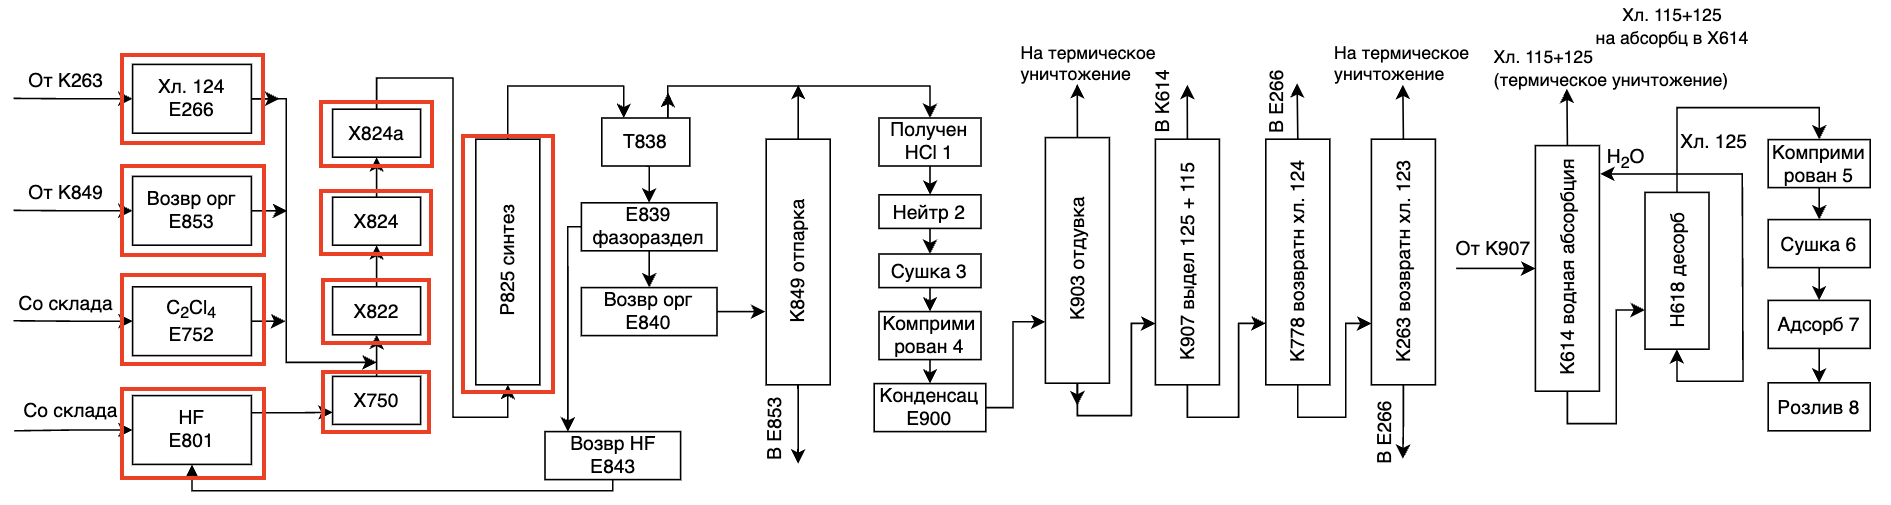 От К263
Хл. 124
Е266
От К849
Возвр орг
Е853
Со склада
C₂Cl₄
Е752
Со склада
HF
Е801
Х824а
Х824
Х822
Х750
Р825 синтез
Т838
Е839
фазораздел
Возвр орг
Е840
Возвр HF
Е843
К849 отпарка
В Е853
Получен
HCl 1
Нейтр 2
Сушка 3
Комприми
рован 4
Конденсац
Е900
На термическое
уничтожение
К903 отдувка
В К614
К907 выдел 125 + 115
В Е266
К778 возвратн хл. 124
На термическое
уничтожение
К263 возвратн хл. 123
В Е266
Хл. 115+125
на абсорбц в Х614
Хл. 115+125
(термическое уничтожение)
От К907
К614 водная абсорбция
H₂O
Хл. 125
Н618 десорб
Комприми
рован 5
Сушка 6
Адсорб 7
Розлив 8